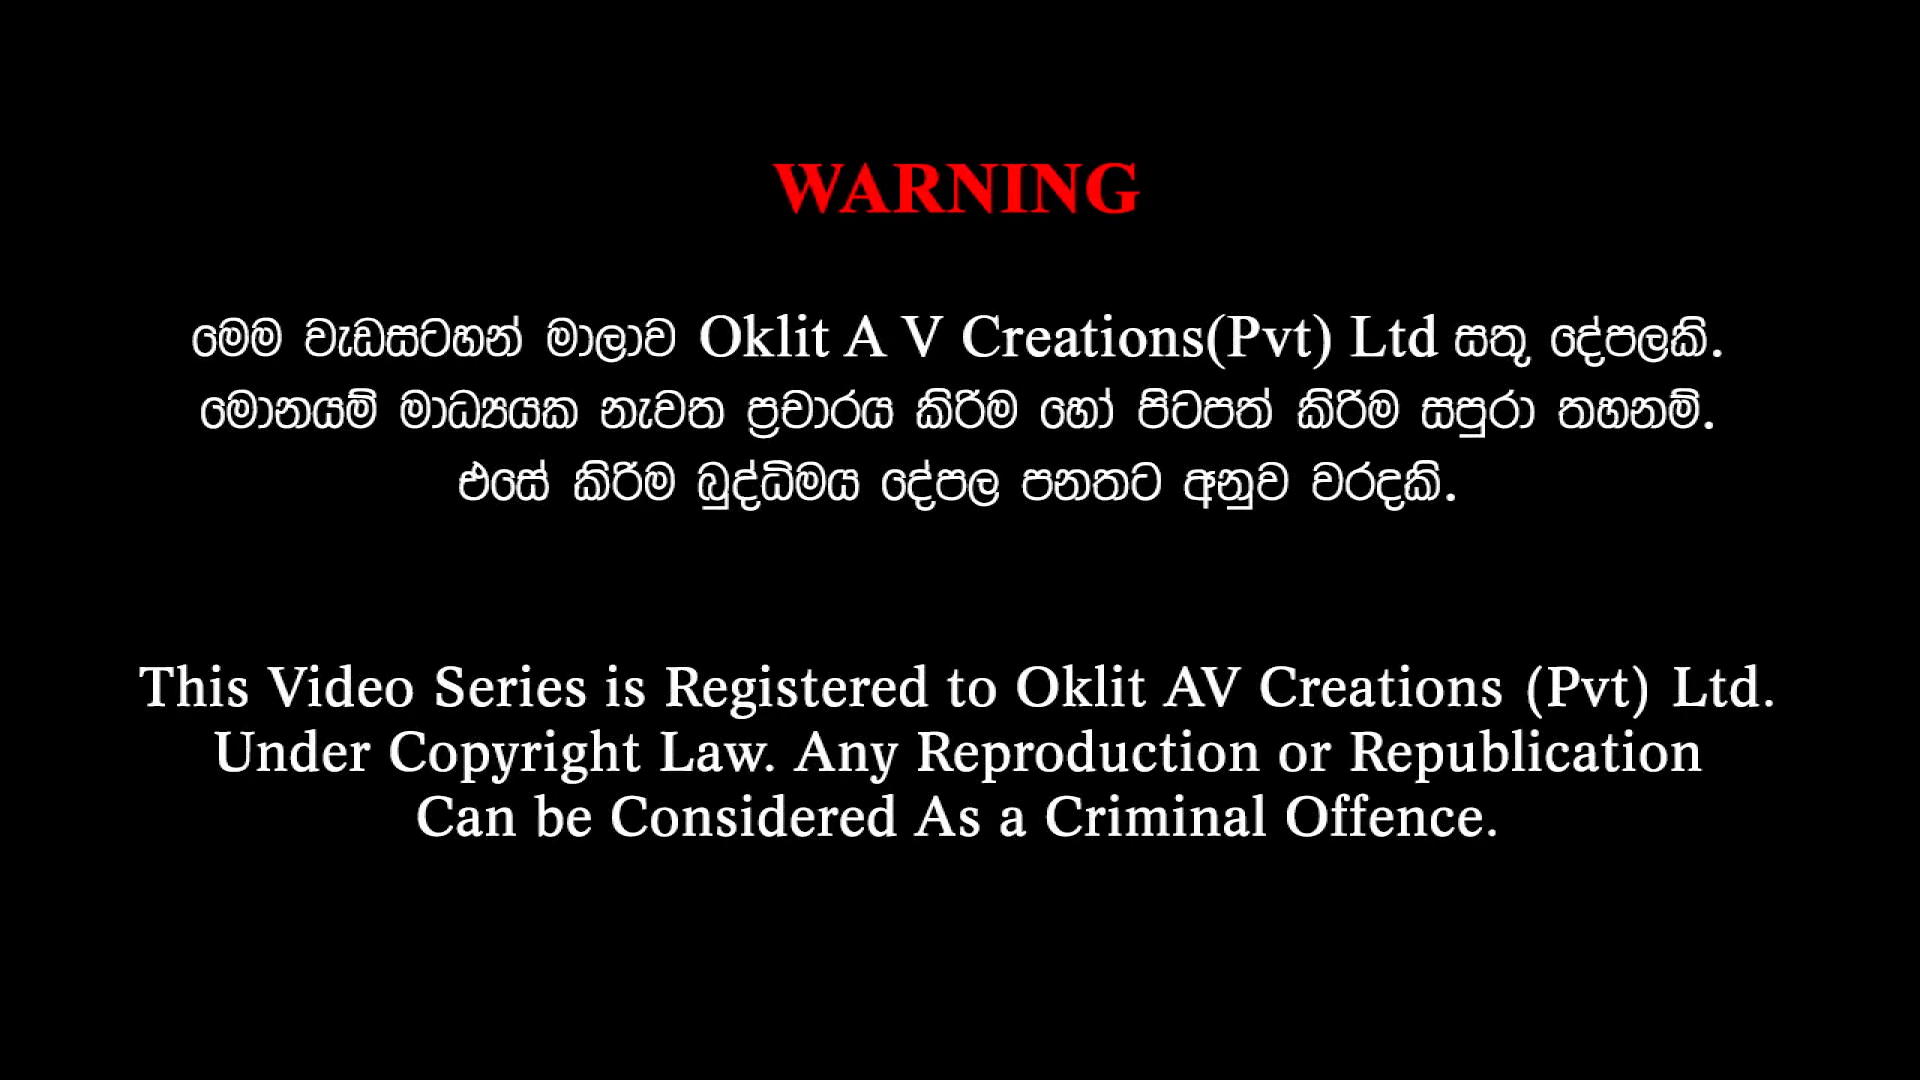 WARNING
මෙම වැඩසටහන් මාලාව Oklit A V Creations(Pvt) Ltd සතු දේපලකි.
මොනයම් මාධ්‍යයක නැවත ප්‍රචාරය කිරිම හෝ පිටපත් කිරිම සපුරා තහනම්.
එසේ කිරිම බුද්ධිමය දේපල පනතට අනුව වරදකි.
This Video Series is Registered to Oklit AV Creations (Pvt) Ltd.
Under Copyright Law. Any Reproduction or Republication
Can be Considered As a Criminal Offence.